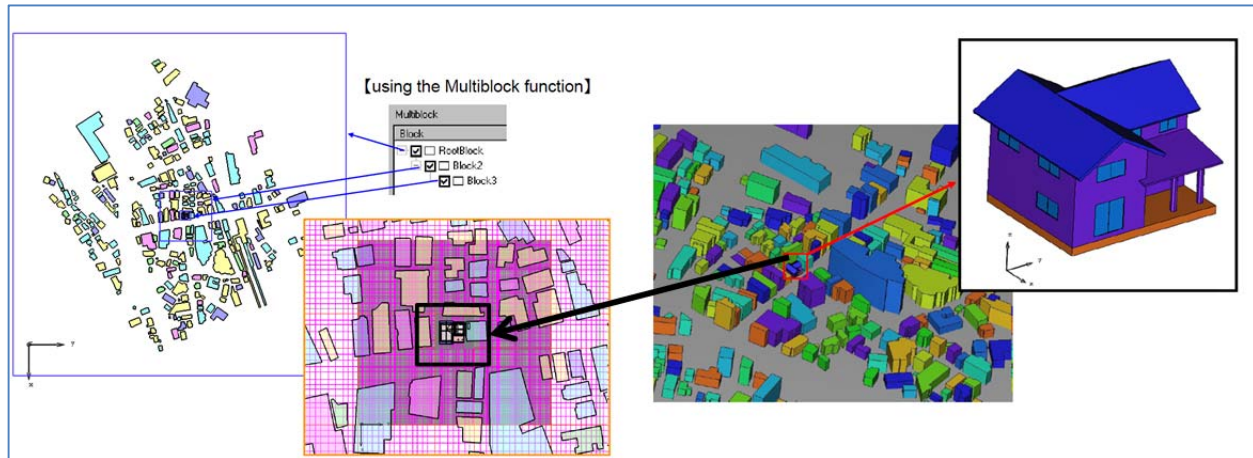 【using the Multiblock function】
Multiblock
Block
RootBlock
Block2
Block3
Y
X